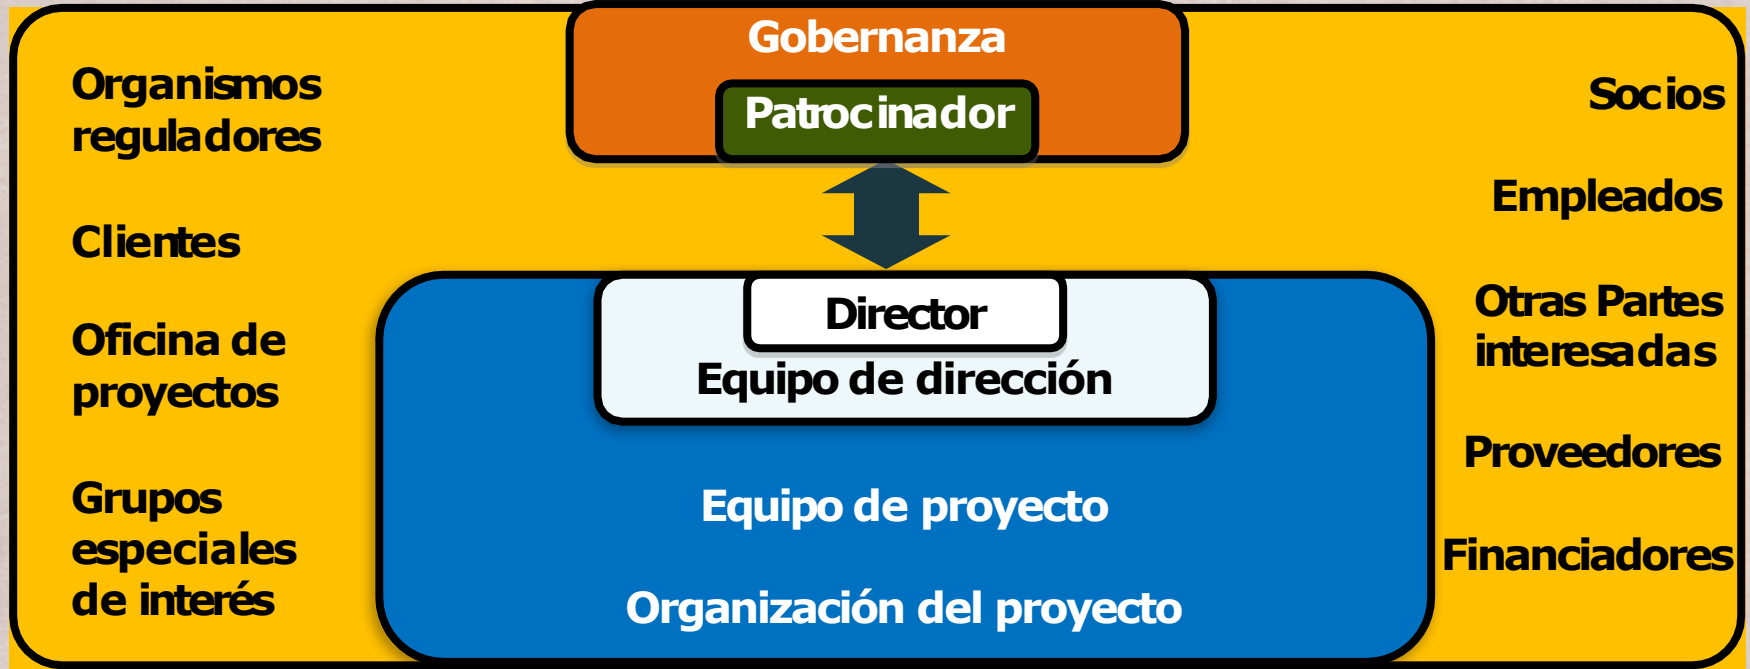 Gobernanza
Patrocinador
Organismos
reguladores
Clientes
Oficina de
proyectos
Grupos
especiales
de interés
Director
Equipo de dirección
Equipo de proyecto
Organización del proyecto
Socios
Empleados
Otras Partes
interesadas
Proveedores
Financiadores